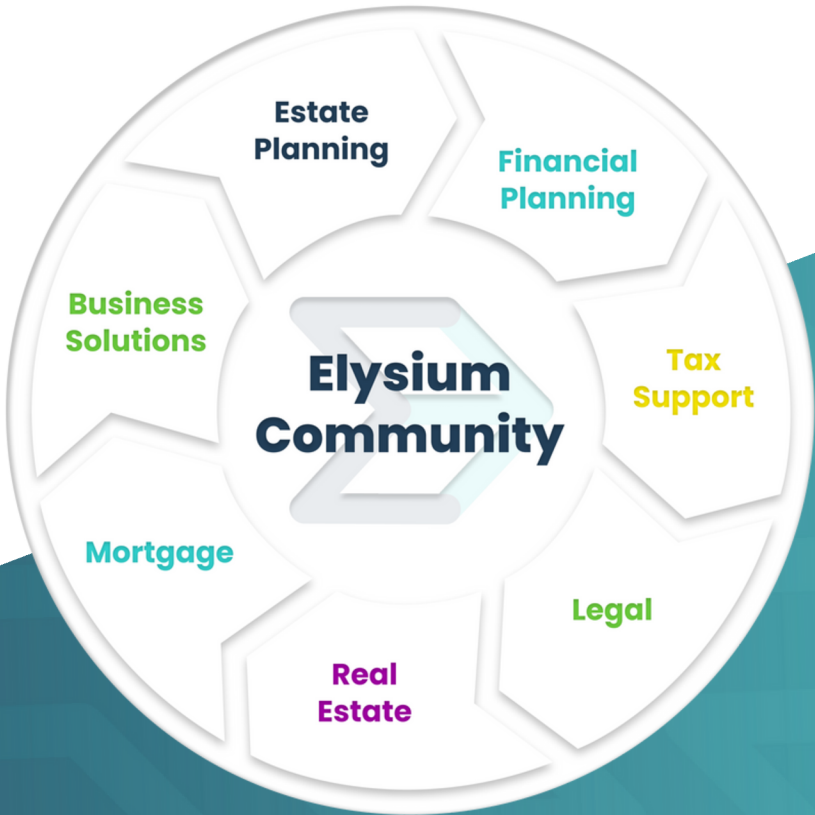 Estate
Planning
Financial
Planning
Business
Solutions
Tax
Support
Elysium
Community
Mortgage
Legal
Real
Estate